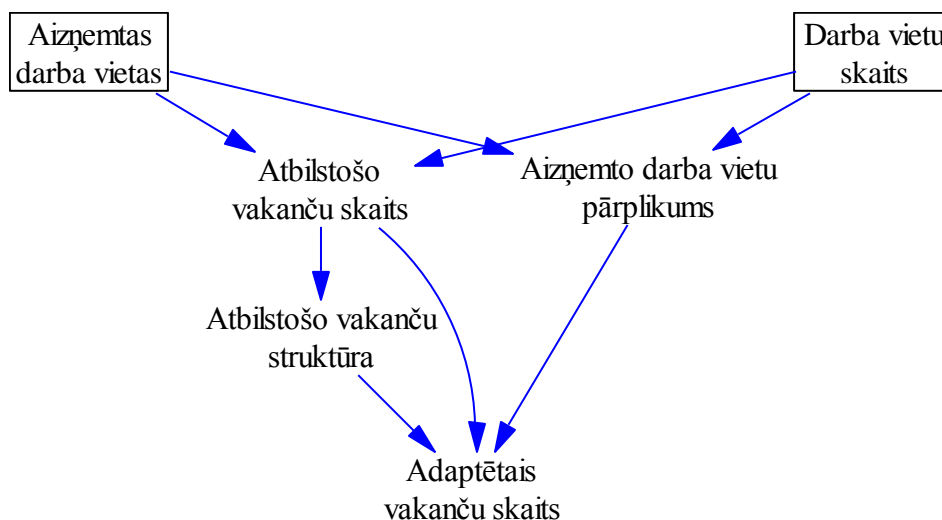 Aizņemtas
darba vietas
Darba vietu
skaits
Atbilstošo
vakanču skaits
Aizņemto darba vietu
pārplikums
Atbilstošo vakanču
struktūra
Adaptētais
vakanču skaits